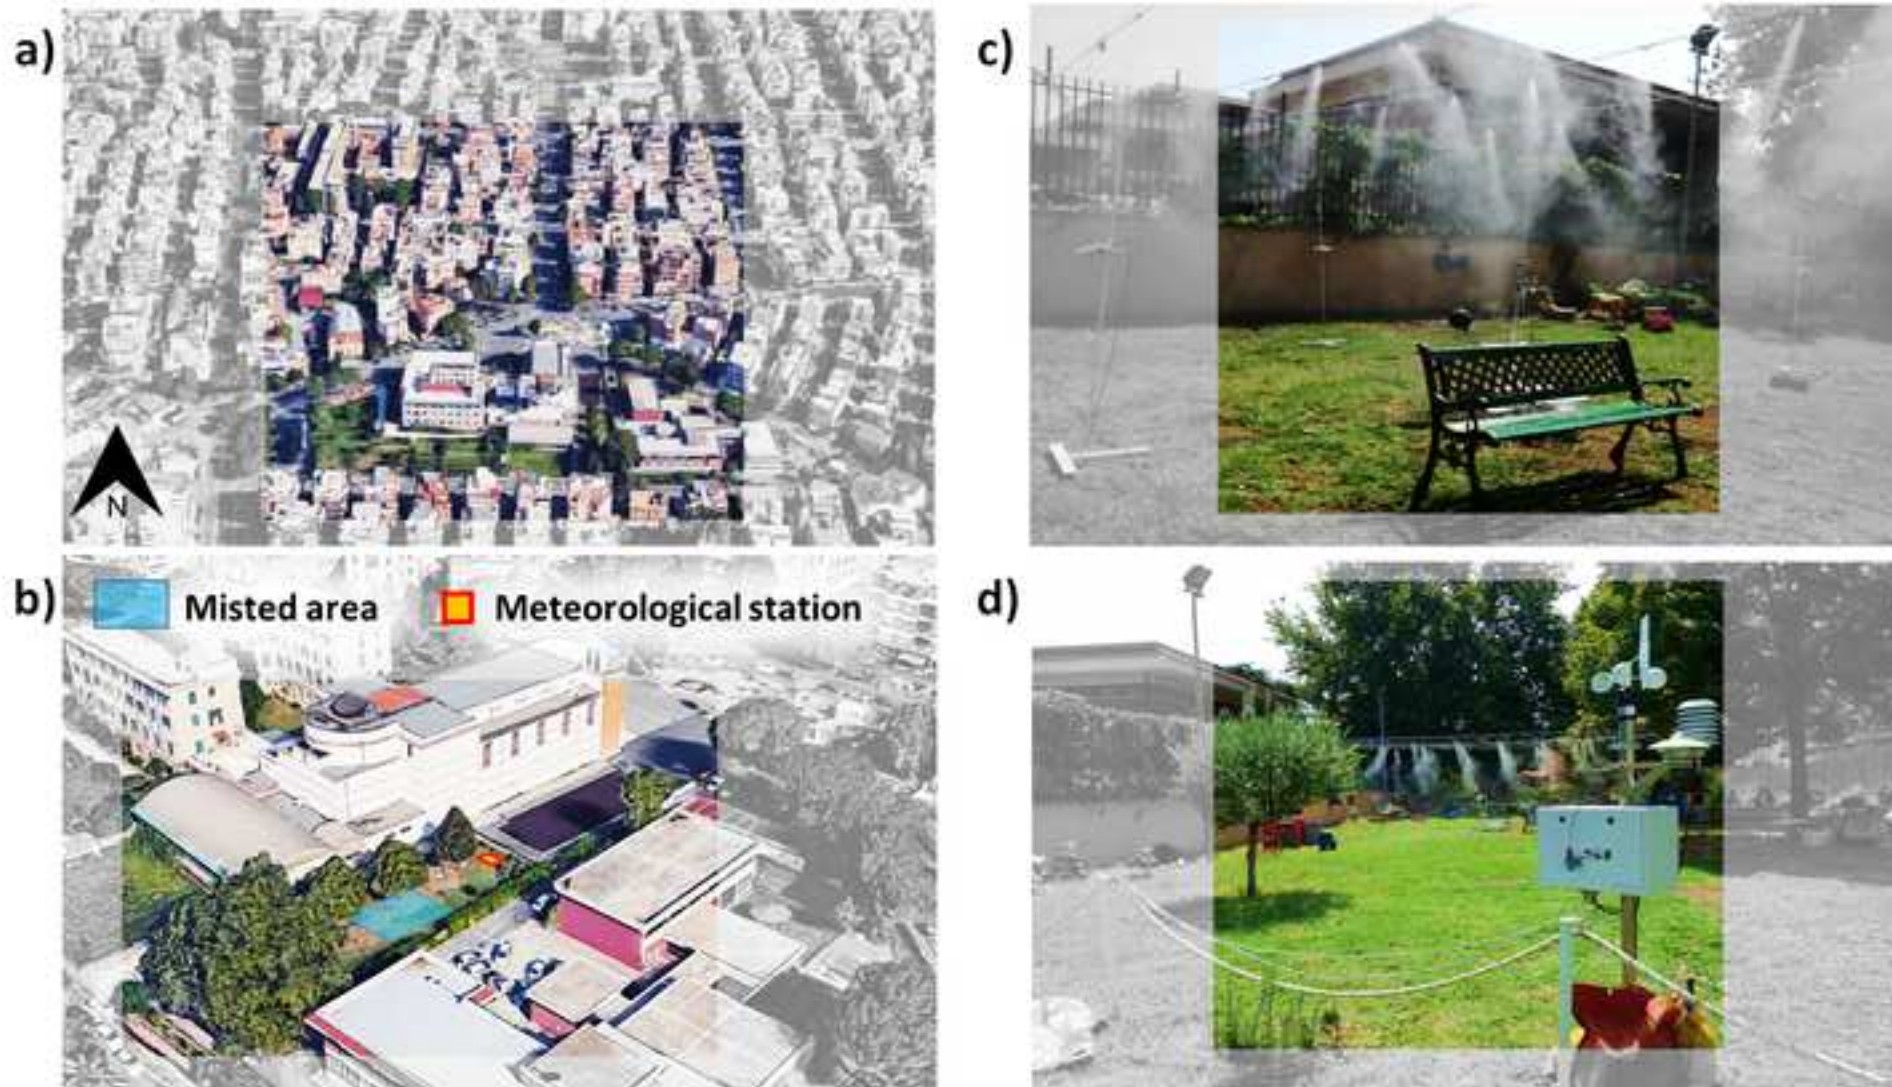 a)
N
b)
Misted area
Meteorological station
c)
d)